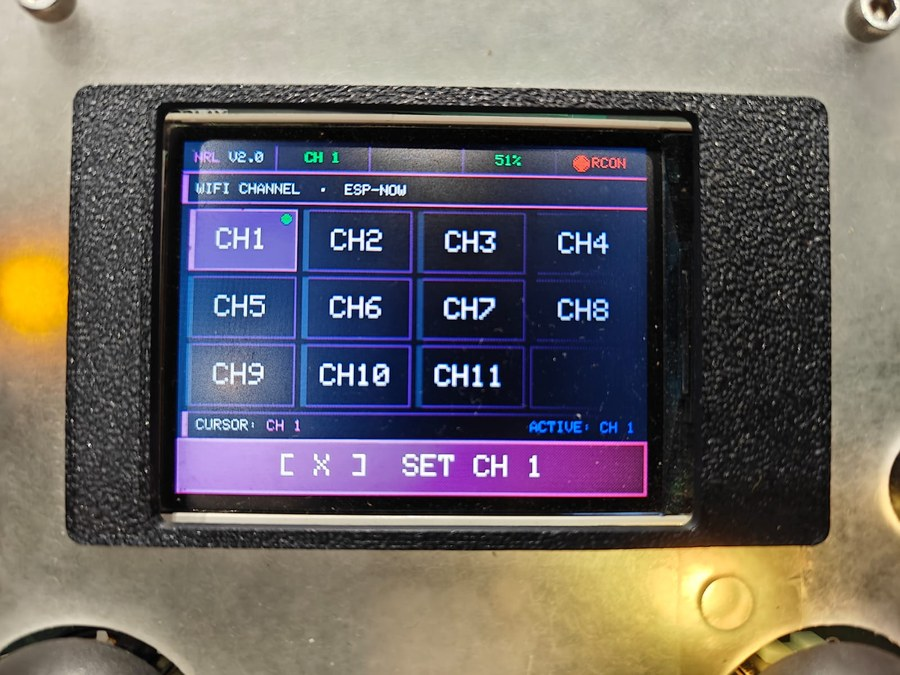 NRL V2.0 CH 1 51% RCON
WIFI CHANNEL · ESP-NOW
CH1 CH2 CH3 CH4
CH5 CH6 CH7 CH8
CH9 CH10 CH11
CURSOR: CH 1 ACTIVE: CH 1
[ X ] SET CH 1